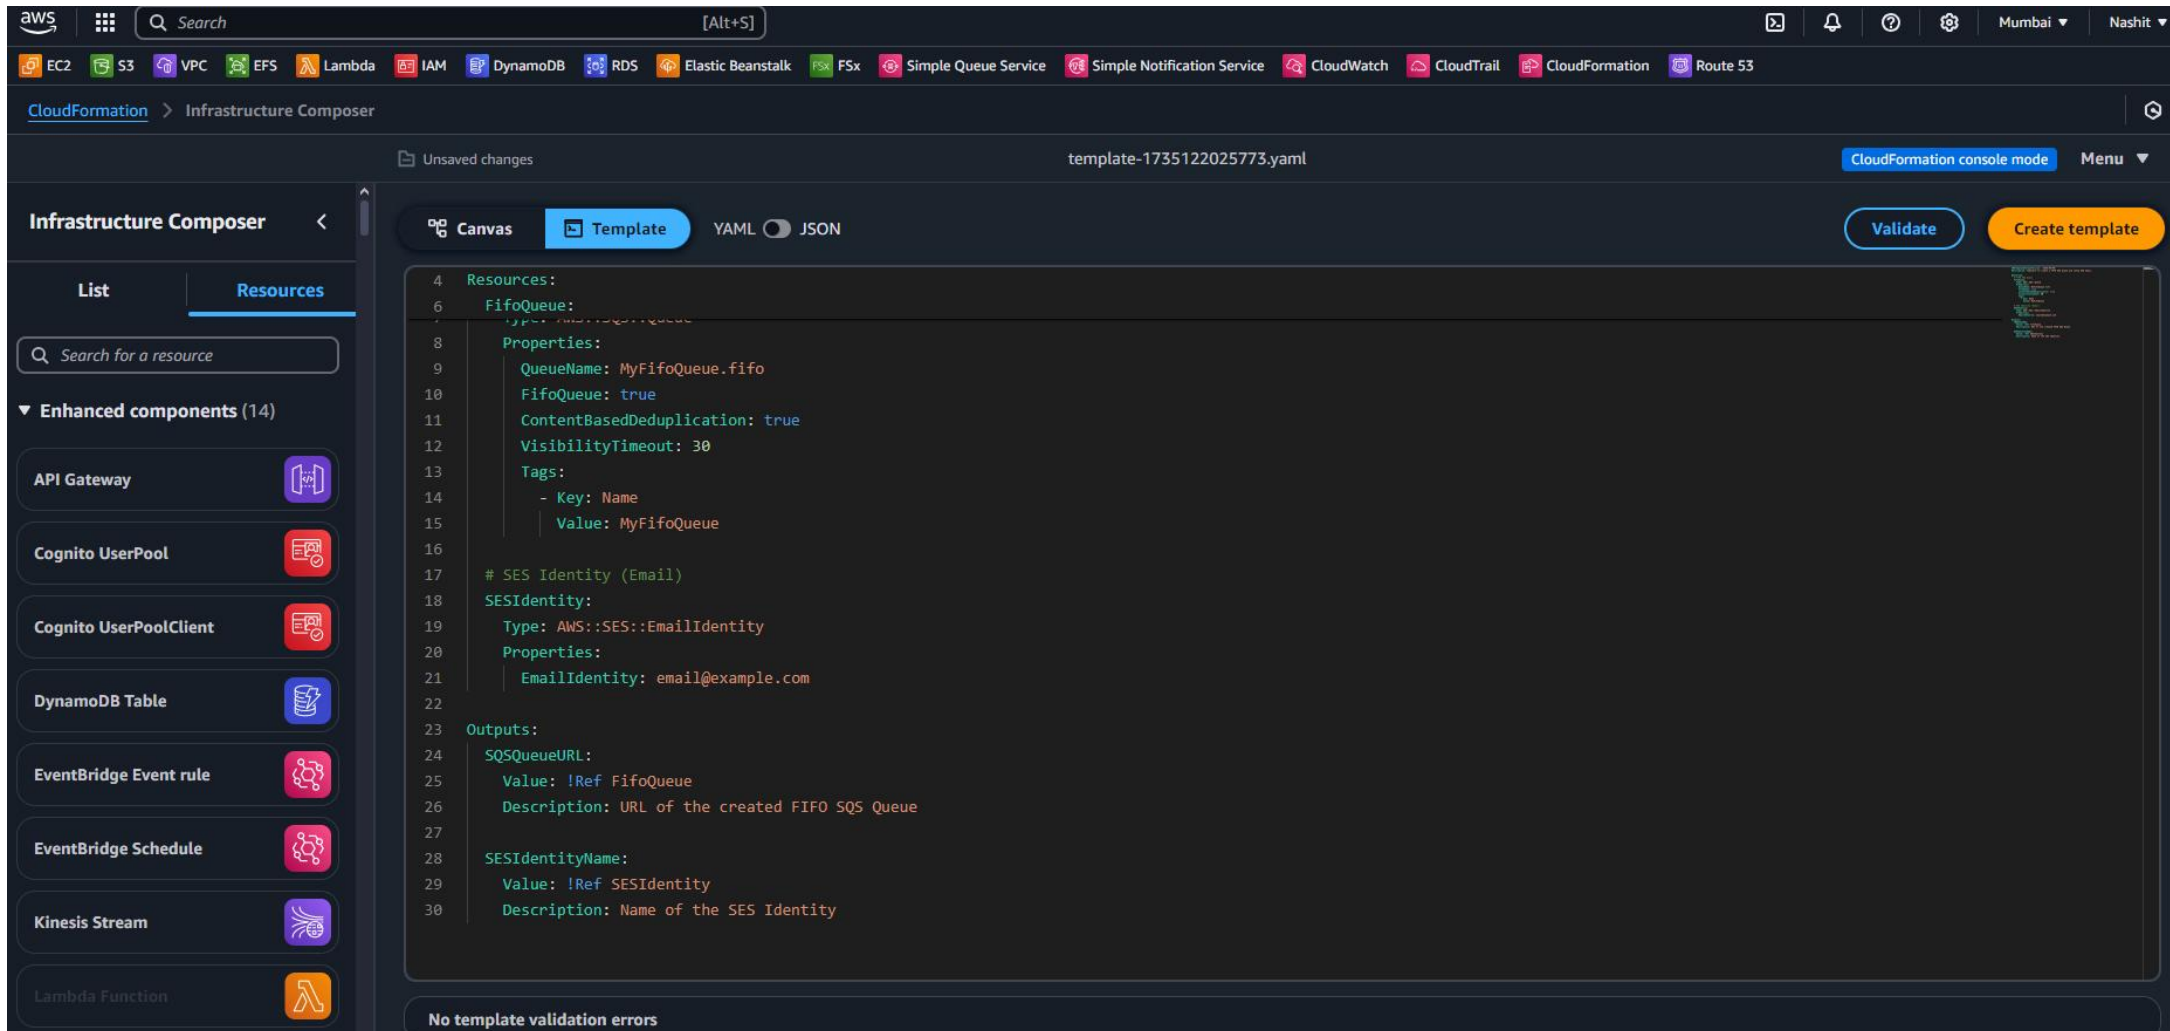 aws
Search [Alt+S]
Mumbai ▼ Nashit ▼
EC2 S3 VPC EFS Lambda IAM DynamoDB RDS Elastic Beanstalk FSx FSx Simple Queue Service Simple Notification Service CloudWatch CloudTrail CloudFormation Route 53
CloudFormation > Infrastructure Composer
Unsaved changes template-1735122025773.yaml CloudFormation console mode Menu ▼
Infrastructure Composer
List Resources
Search for a resource
▼ Enhanced components (14)
API Gateway
Cognito UserPool
Cognito UserPoolClient
DynamoDB Table
EventBridge Event rule
EventBridge Schedule
Kinesis Stream
Lambda Function
Canvas Template YAML JSON Validate Create template
4 Resources:
6 FifoQueue:
7 Type: AWS::SQS::Queue
8 Properties:
9 QueueName: MyFifoQueue.fifo
10 FifoQueue: true
11 ContentBasedDeduplication: true
12 VisibilityTimeout: 30
13 Tags:
14 - Key: Name
15 Value: MyFifoQueue
16
17 # SES Identity (Email)
18 SESIdentity:
19 Type: AWS::SES::EmailIdentity
20 Properties:
21 EmailIdentity: email@example.com
22
23 Outputs:
24 SQSQueueURL:
25 Value: !Ref FifoQueue
26 Description: URL of the created FIFO SQS Queue
27
28 SESIdentityName:
29 Value: !Ref SESIdentity
30 Description: Name of the SES Identity
No template validation errors